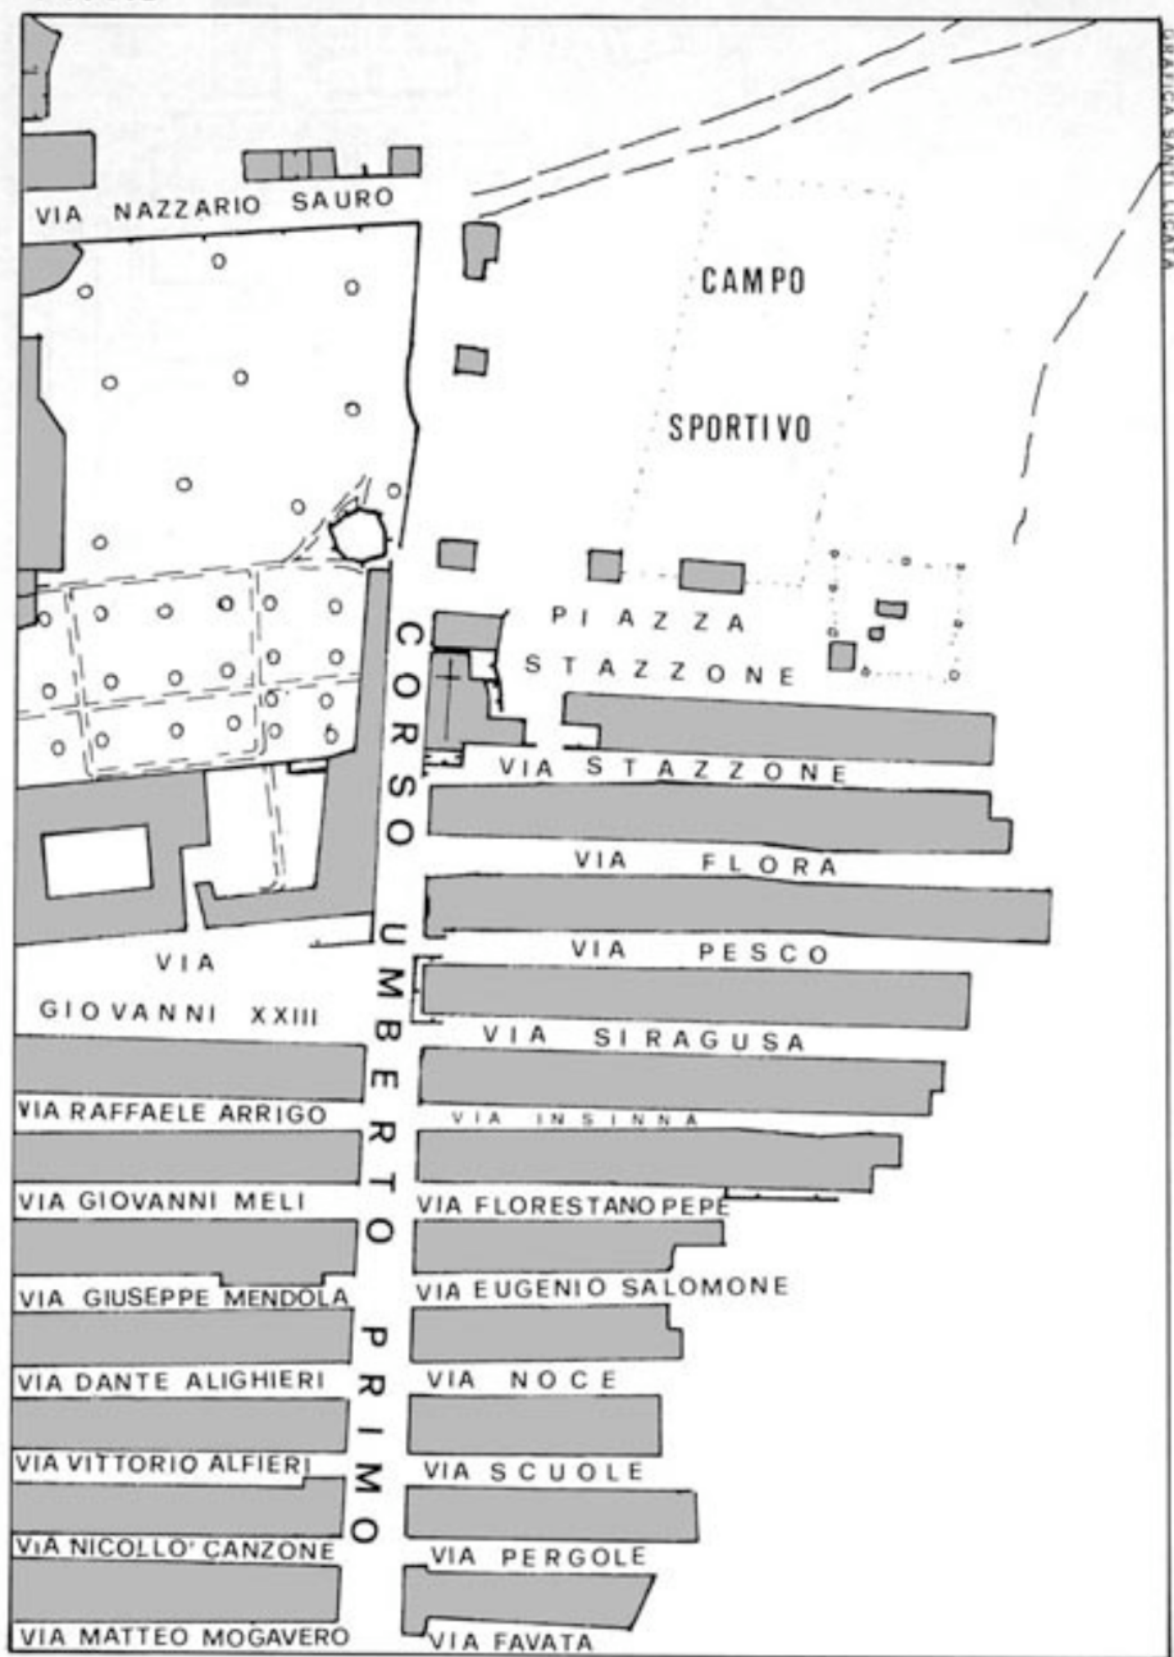 VIA NAZZARIO SAURO
CAMPO
SPORTIVO
PIAZZA
STAZZONE
CORSO UMBERTO PRIMO
VIA STAZZONE
VIA FLORA
VIA PESCO
VIA
GIOVANNI XXIII
VIA SIRAGUSA
VIA RAFFAELE ARRIGO
VIA INSINNA
VIA GIOVANNI MELI
VIA FLORESTANO PEPE
VIA GIUSEPPE MENDOLA
VIA EUGENIO SALOMONE
VIA DANTE ALIGHIERI
VIA NOCE
VIA VITTORIO ALFIERI
VIA SCUOLE
VIA NICOLLO' CANZONE
VIA PERGOLE
VIA MATTEO MOGAVERO
VIA FAVATA